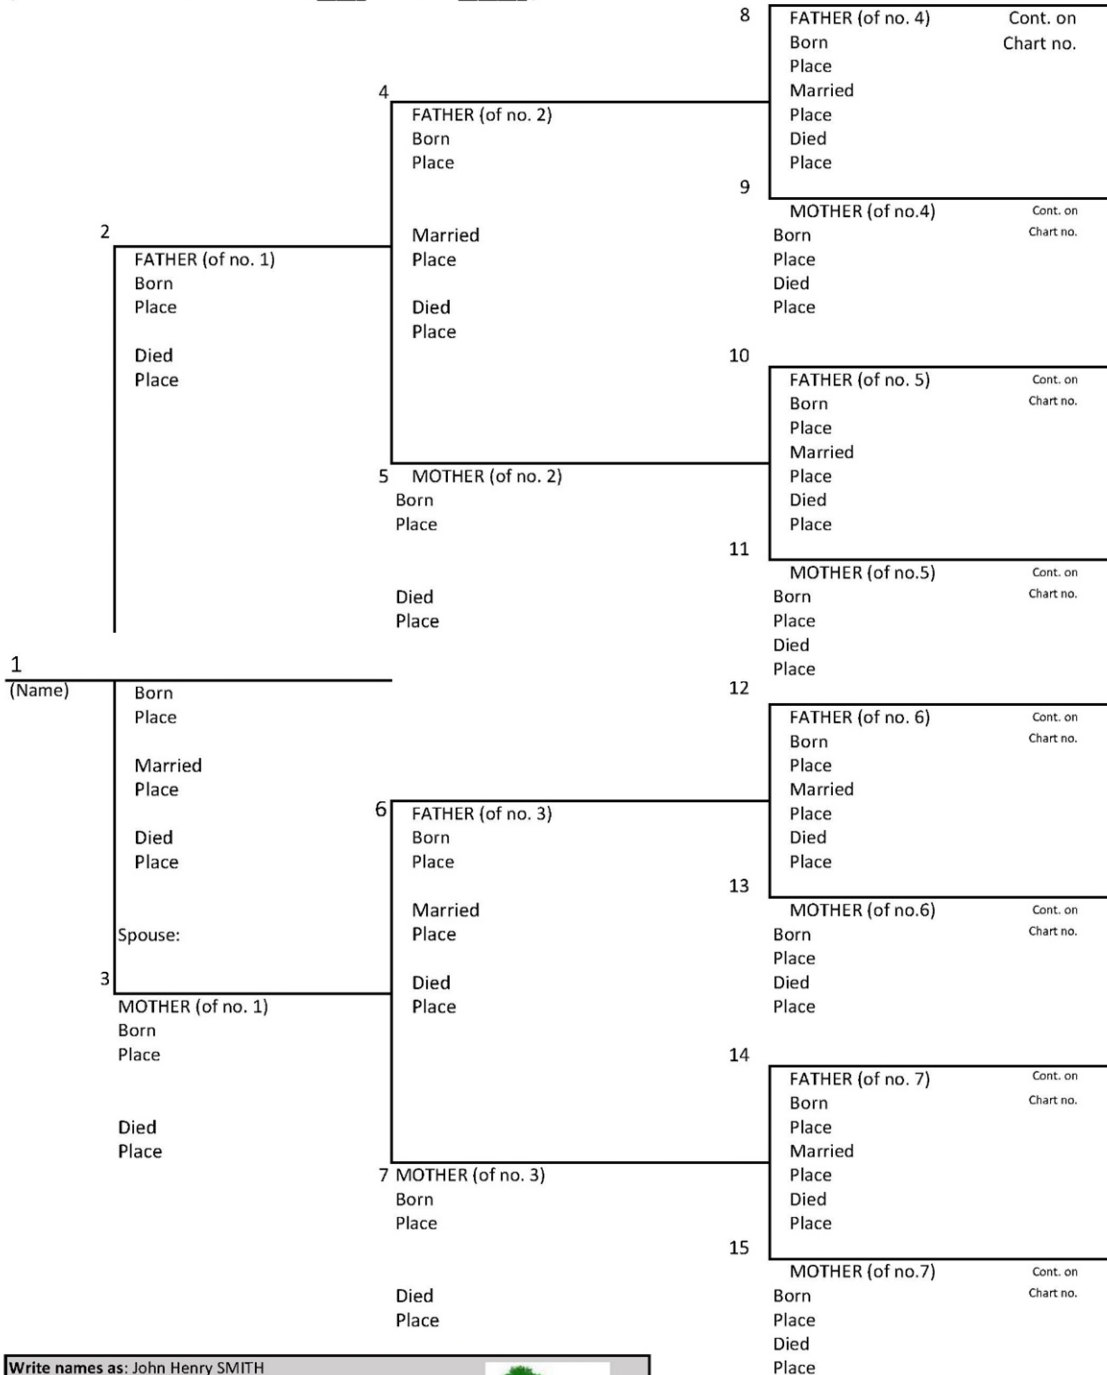 8
FATHER (of no. 4) Cont. on
Born Chart no.
Place
Married
Place
Died
Place
4
FATHER (of no. 2)
Born
Place
Married
Place
Died
Place
9
MOTHER (of no.4) Cont. on
Born Chart no.
Place
Died
Place
2
FATHER (of no. 1)
Born
Place
Died
Place
10
FATHER (of no. 5) Cont. on
Born Chart no.
Place
Married
Place
Died
Place
5 MOTHER (of no. 2)
Born
Place
Died
Place
11
MOTHER (of no.5) Cont. on
Born Chart no.
Place
Died
Place
1
(Name)
Born
Place
Married
Place
Died
Place
Spouse:
12
FATHER (of no. 6) Cont. on
Born Chart no.
Place
Married
Place
Died
Place
6
FATHER (of no. 3)
Born
Place
Married
Place
Died
Place
13
MOTHER (of no.6) Cont. on
Born Chart no.
Place
Died
Place
3
MOTHER (of no. 1)
Born
Place
Died
Place
14
FATHER (of no. 7) Cont. on
Born Chart no.
Place
Married
Place
Died
Place
7 MOTHER (of no. 3)
Born
Place
Died
Place
15
MOTHER (of no.7) Cont. on
Born Chart no.
Place
Died
Place
Write names as: John Henry SMITH